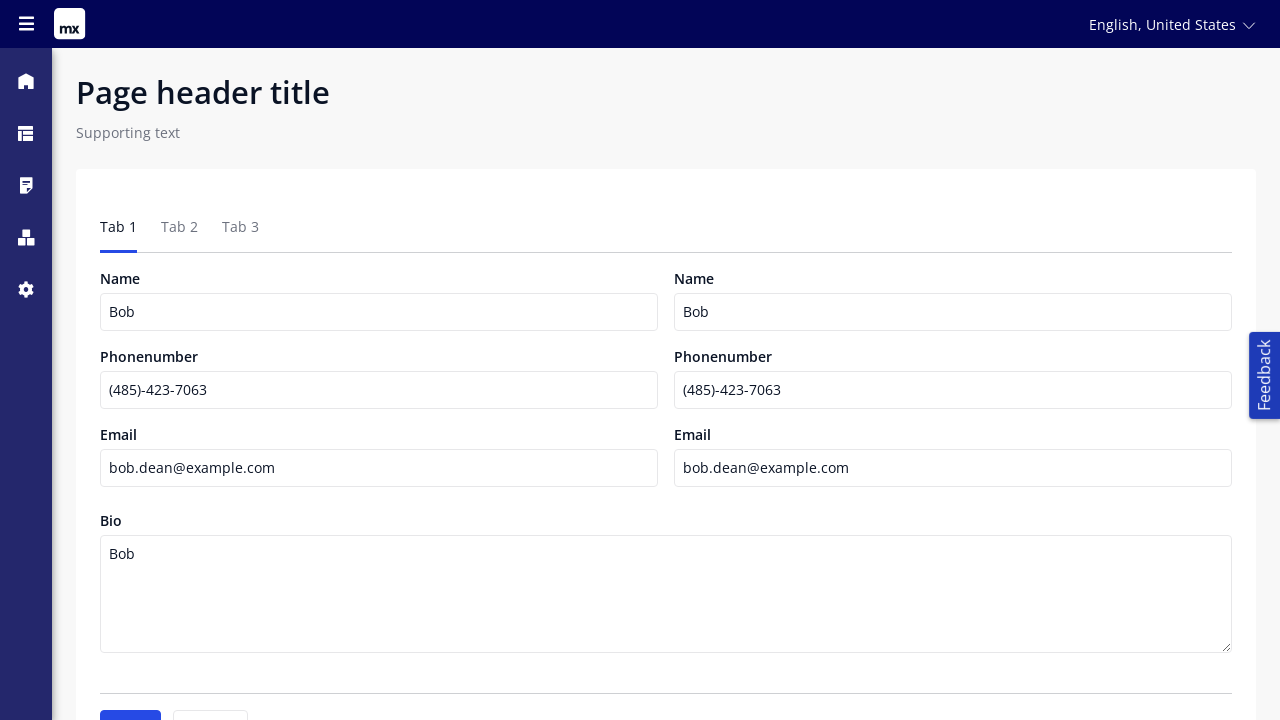 mx
English, United States
Page header title
Supporting text
Tab 1 Tab 2 Tab 3
Name Name
Bob Bob
Phonenumber Phonenumber
(485)-423-7063 (485)-423-7063
Email Email
bob.dean@example.com bob.dean@example.com
Bio
Bob
Feedback